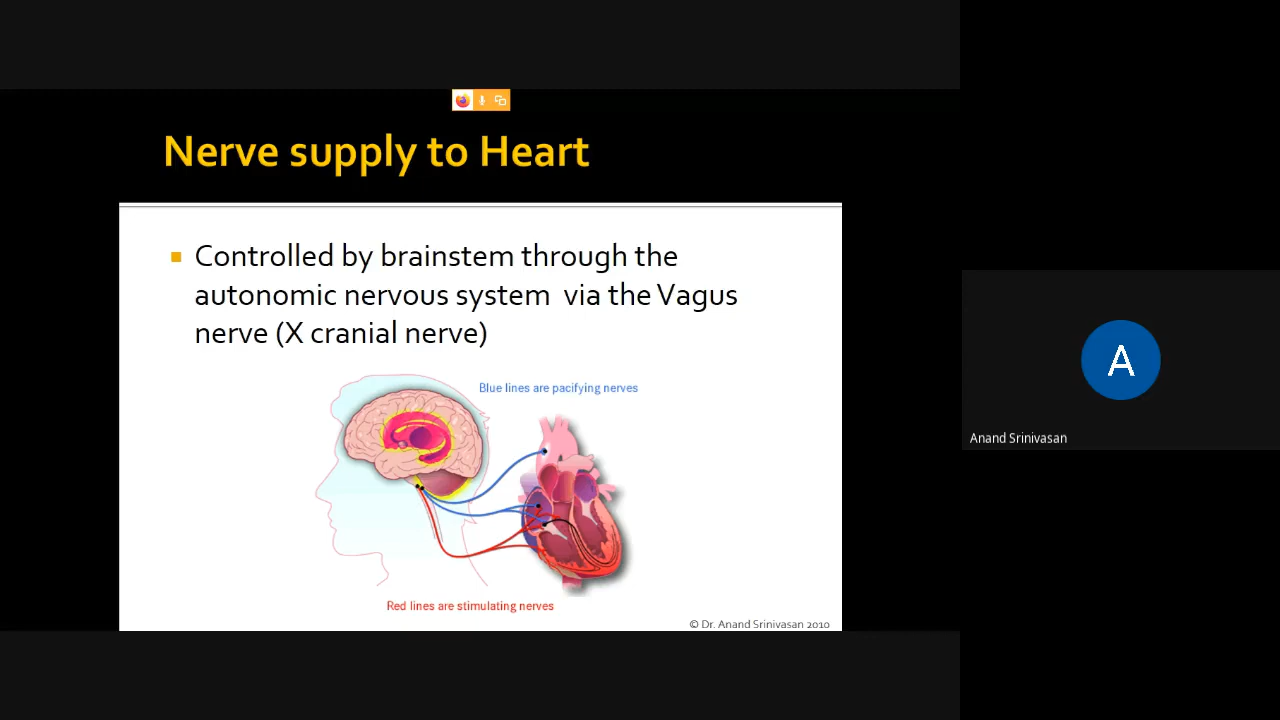 Nerve supply to Heart
Controlled by brainstem through the
autonomic nervous system via the Vagus
nerve (X cranial nerve)
Blue lines are pacifying nerves
Red lines are stimulating nerves
© Dr. Anand Srinivasan 2010
A
Anand Srinivasan